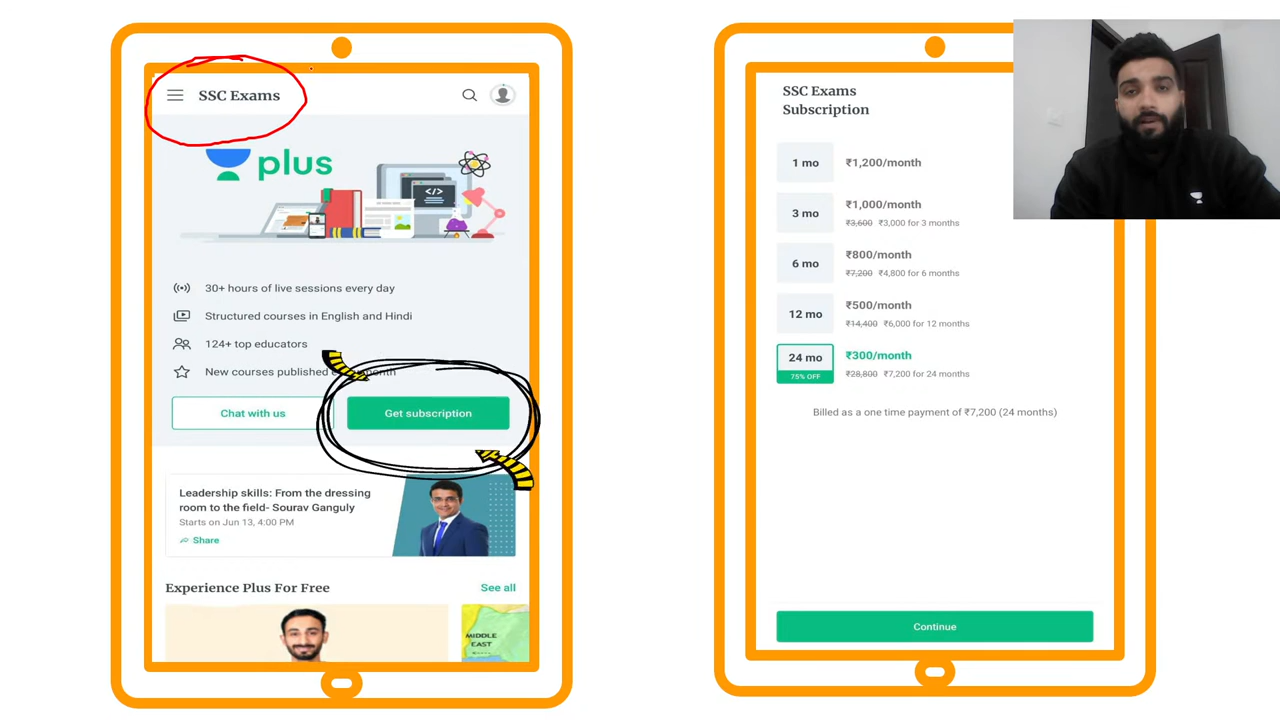 SSC Exams
plus
</>
30+ hours of live sessions every day
Structured courses in English and Hindi
124+ top educators
New courses published every month
Chat with us
Get subscription
Leadership skills: From the dressing
room to the field- Sourav Ganguly
Starts on Jun 13, 4:00 PM
Share
Experience Plus For Free
See all
MIDDLE
EAST
SSC Exams
Subscription
1 mo
₹1,200/month
3 mo
₹1,000/month
₹3,600 ₹3,000 for 3 months
6 mo
₹800/month
₹7,200 ₹4,800 for 6 months
12 mo
₹500/month
₹14,400 ₹6,000 for 12 months
24 mo
75% OFF
₹300/month
₹28,800 ₹7,200 for 24 months
Billed as a one time payment of ₹7,200 (24 months)
Continue